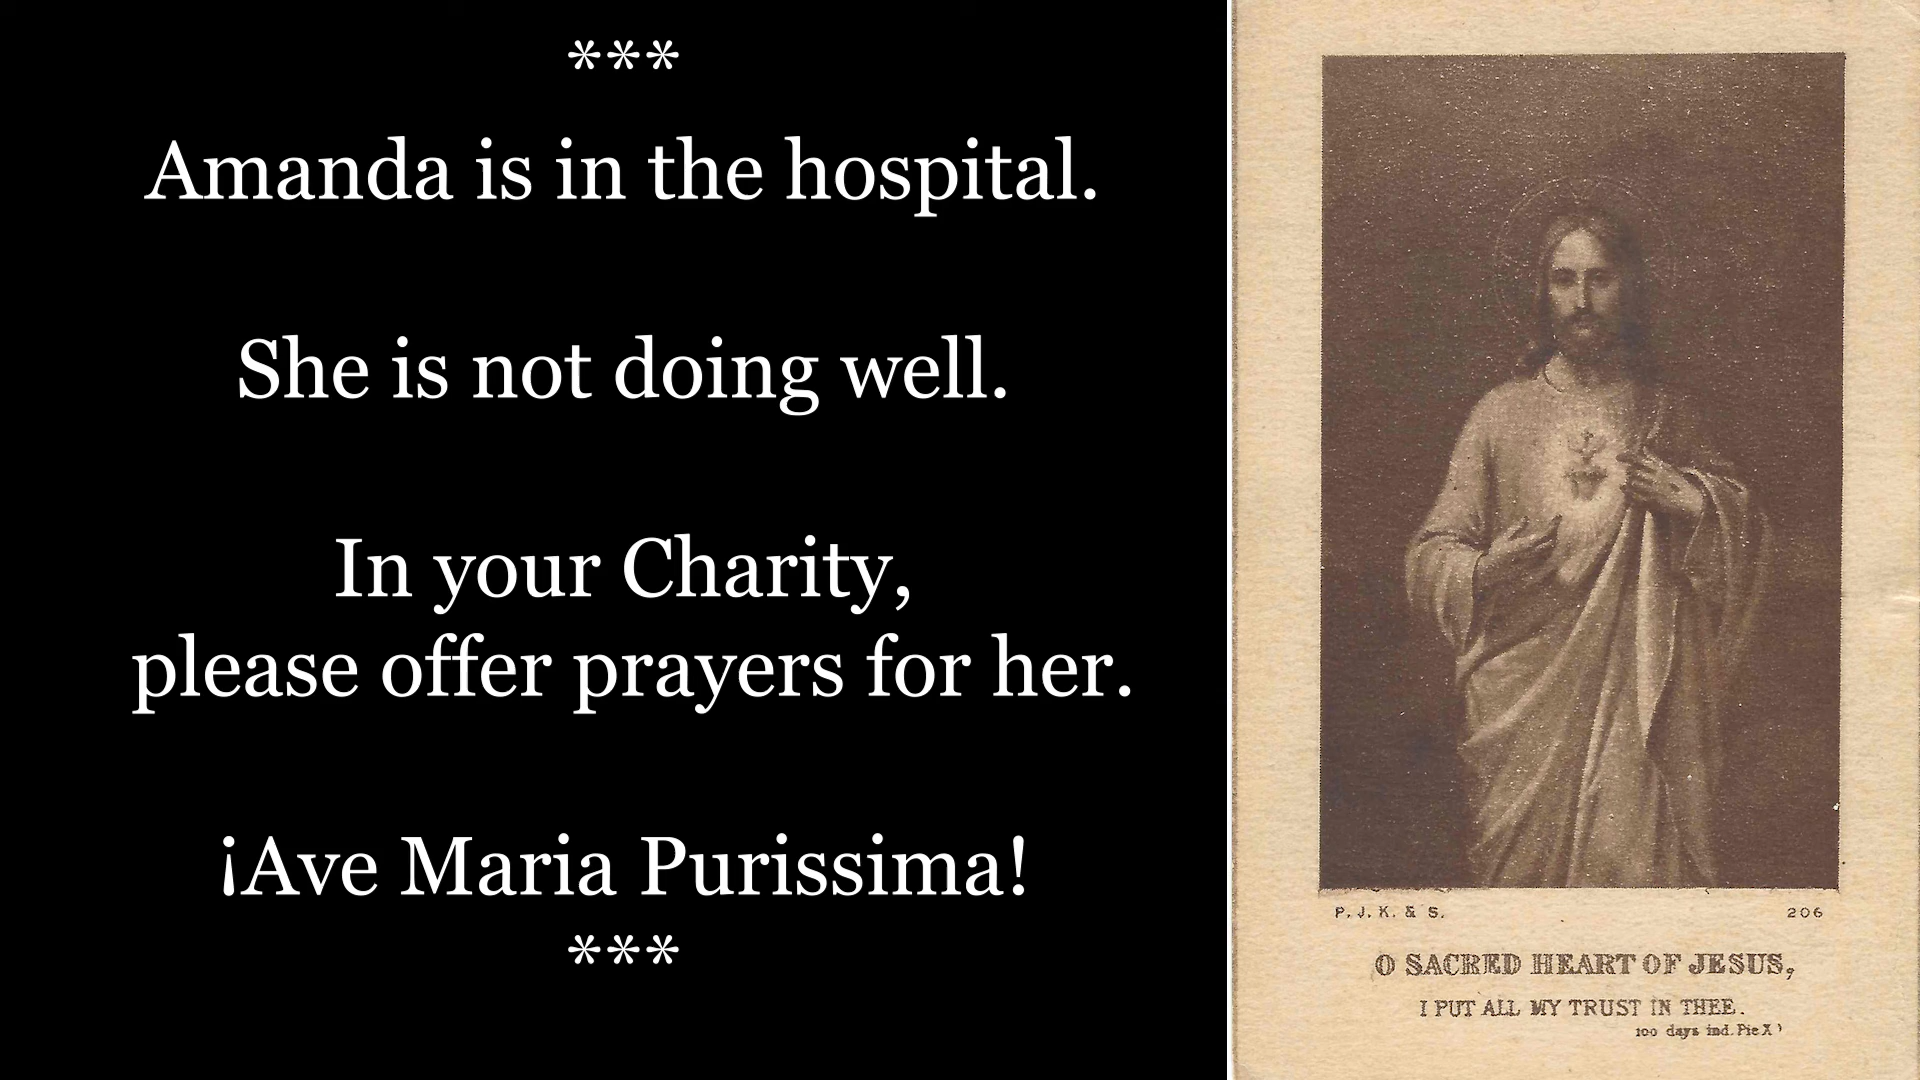 ***
Amanda is in the hospital.
She is not doing well.
In your Charity,
please offer prayers for her.
¡Ave Maria Purissima!
***
P. J. K. & S.
206
O SACRED HEART OF JESUS,
I PUT ALL MY TRUST IN THEE.
100 days ind. Pie X